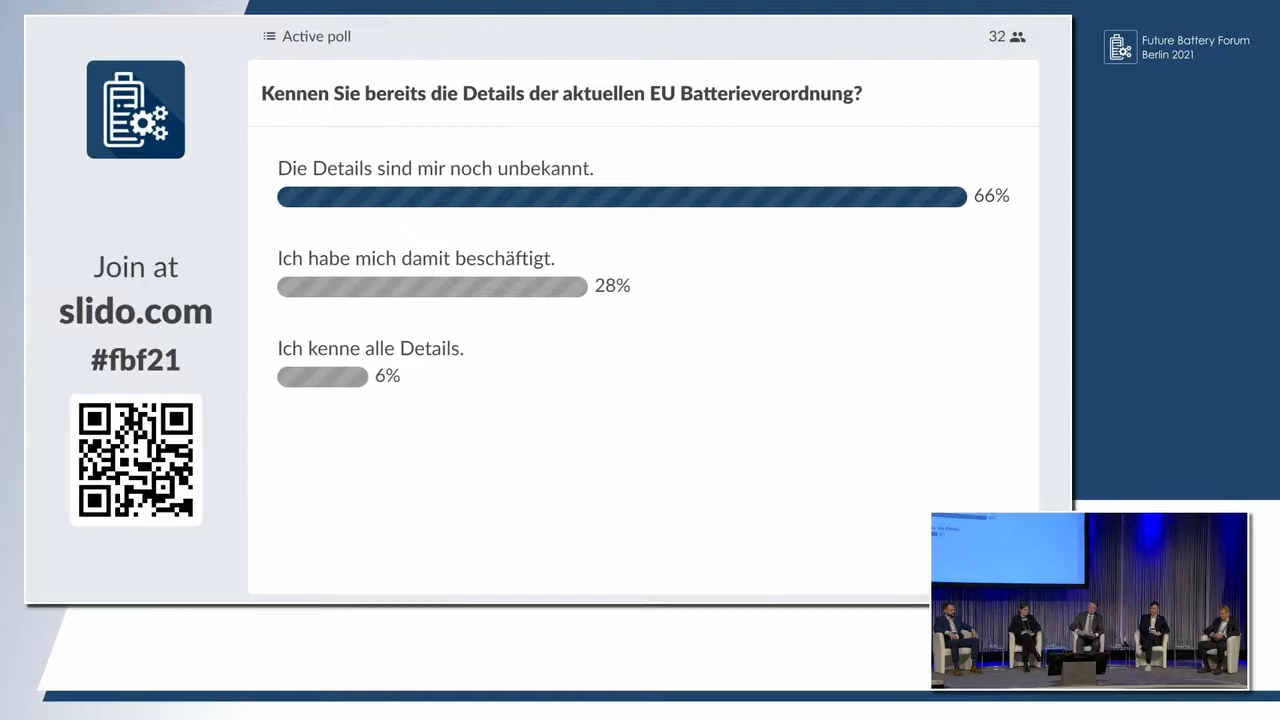 Active poll
32
Future Battery Forum
Berlin 2021
Kennen Sie bereits die Details der aktuellen EU Batterieverordnung?
Die Details sind mir noch unbekannt.
66%
Ich habe mich damit beschäftigt.
28%
Ich kenne alle Details.
6%
Join at
slido.com
#fbf21